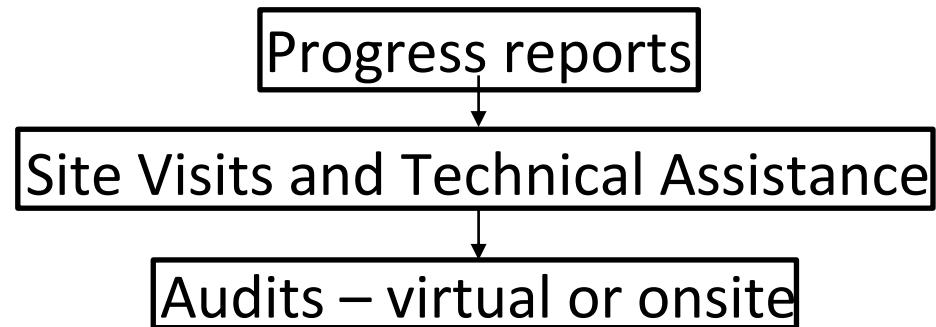 Progress reports
Site Visits and Technical Assistance
Audits – virtual or onsite